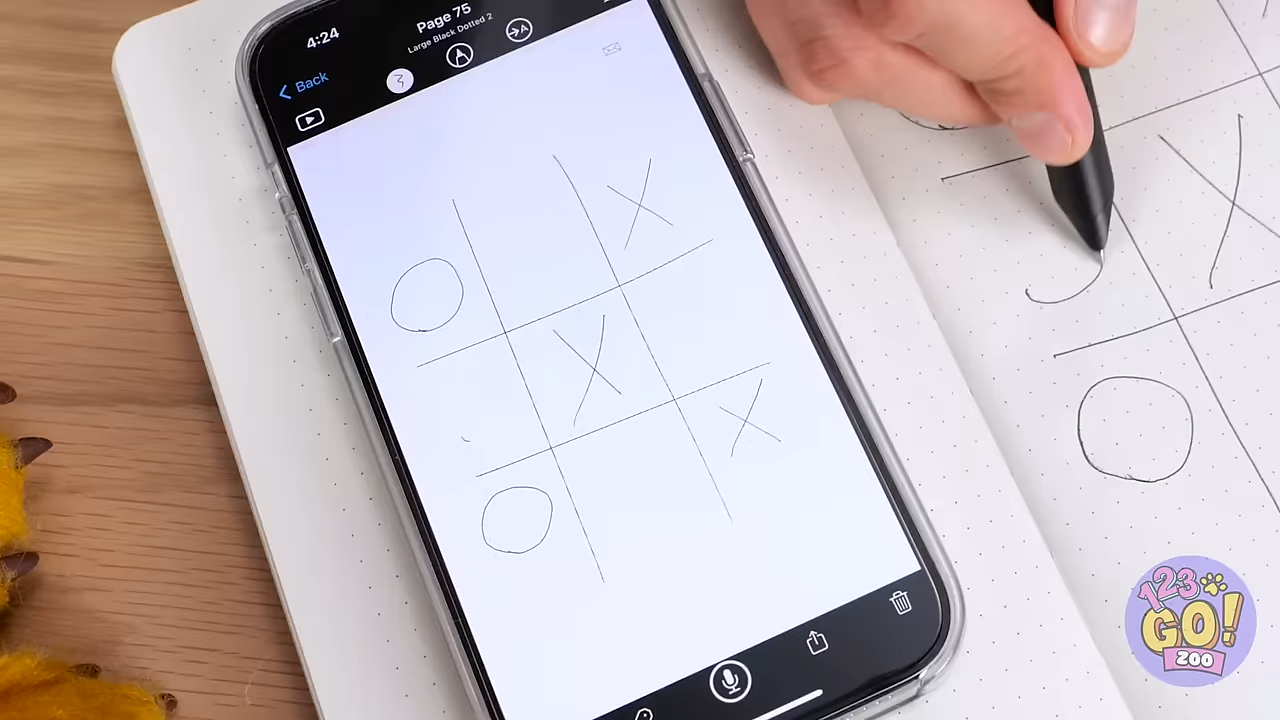 4:24
Page 75
Large Black Dotted 2
Back
A
X
O
X
X
O
X
O
123
GO!
ZOO